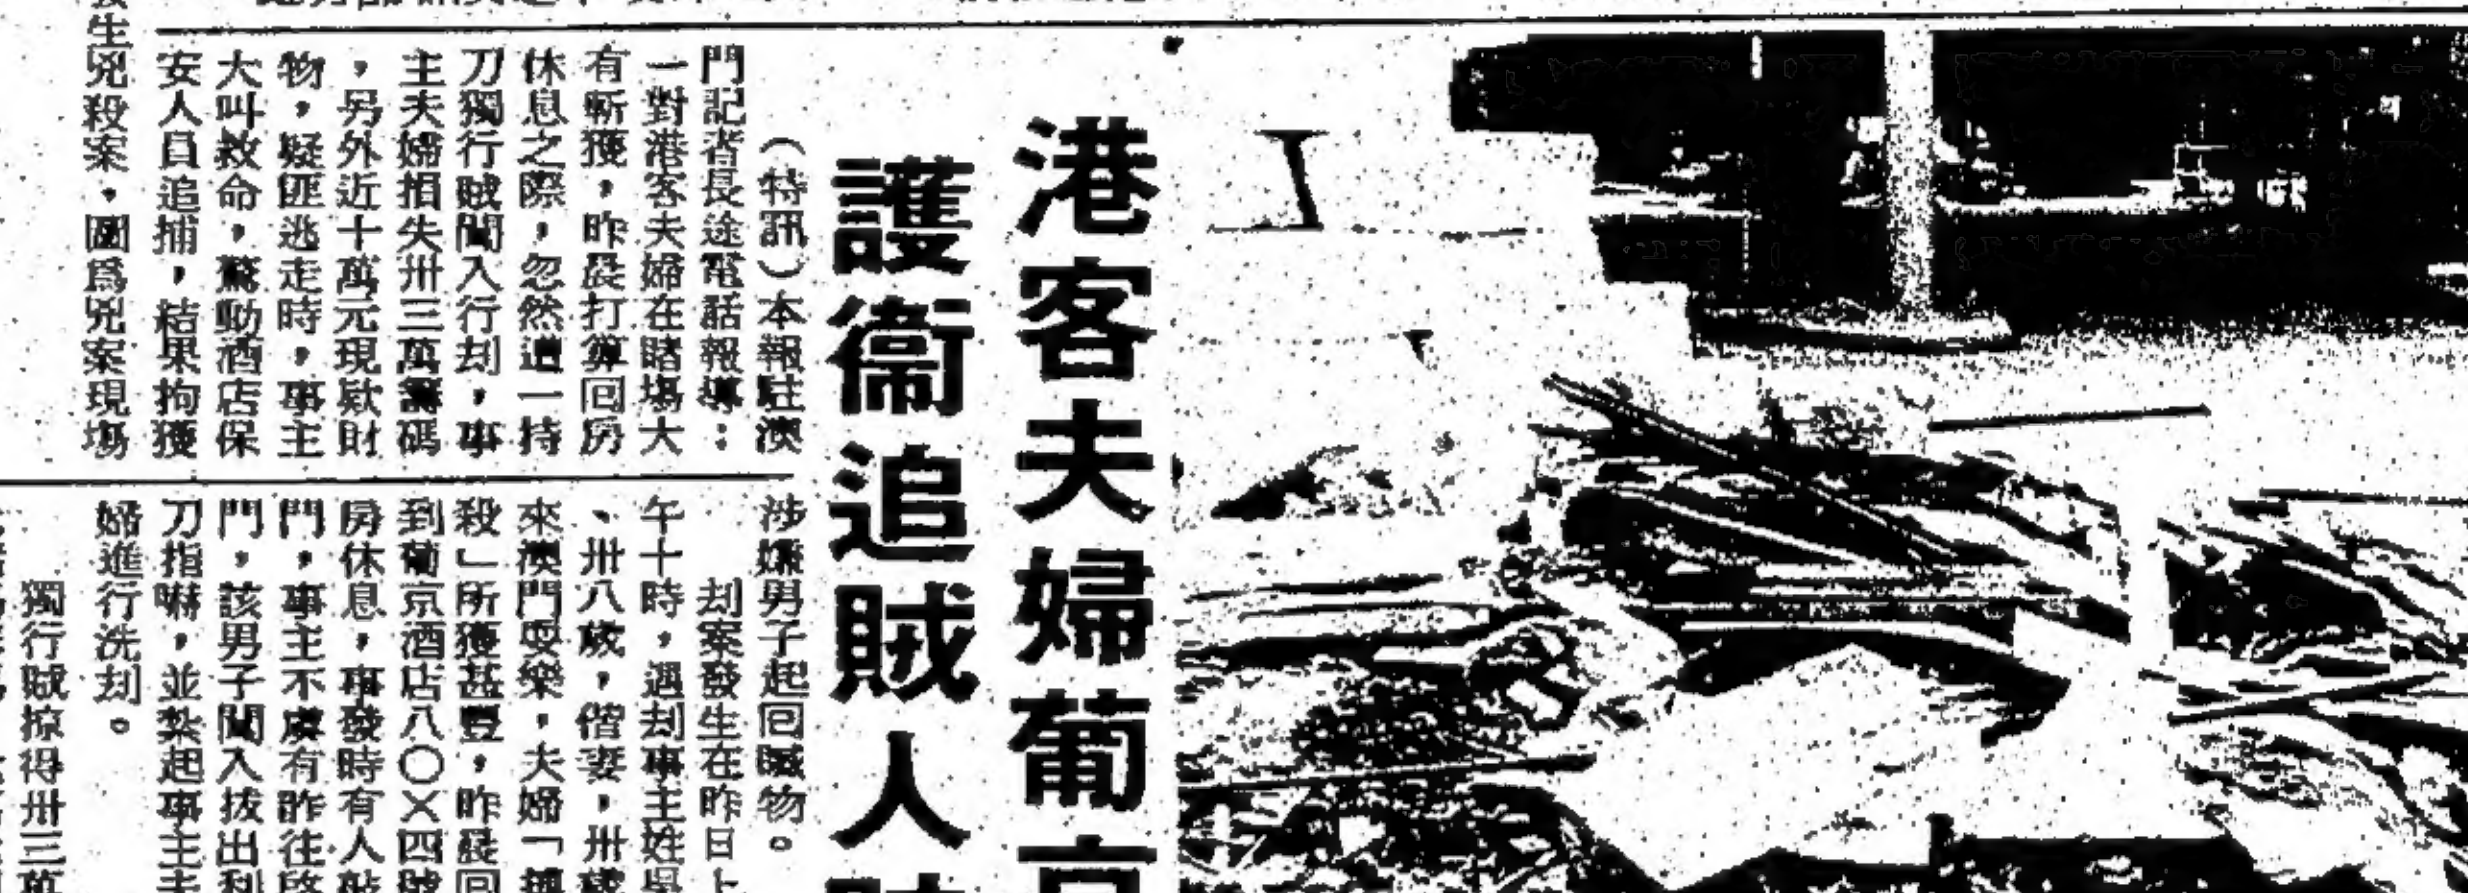 港客夫婦葡京
護衞追賊人
（特訊）本報駐澳
門記者長途電話報導：
一對港客夫婦在賭場大
有斬獲，昨晨打算回房
休息之際，忽然遭一持
刀獨行賊闖入行刦，事
主夫婦損失卅三萬籌碼
，另外近十萬元現欵財
物，疑匪逃走時，事主
大叫救命，驚動酒店保
安人員追捕，結果拘獲
涉嫌男子起回賊物。
刦案發生在昨日上
午十時，遇刦事主姓吳
、卅八歲，偕妻，卅歲
來澳門耍樂，夫婦「搏
殺」所獲甚豐，昨晨回
到葡京酒店八〇X四號
房休息，事發時有人敲
門，事主不虞有詐往啓
門，該男子闖入拔出利
刀指嚇，並紮起事主夫
婦進行洗刦。
獨行賊掠得卅三萬
生兇殺案，圖爲兇案現塲